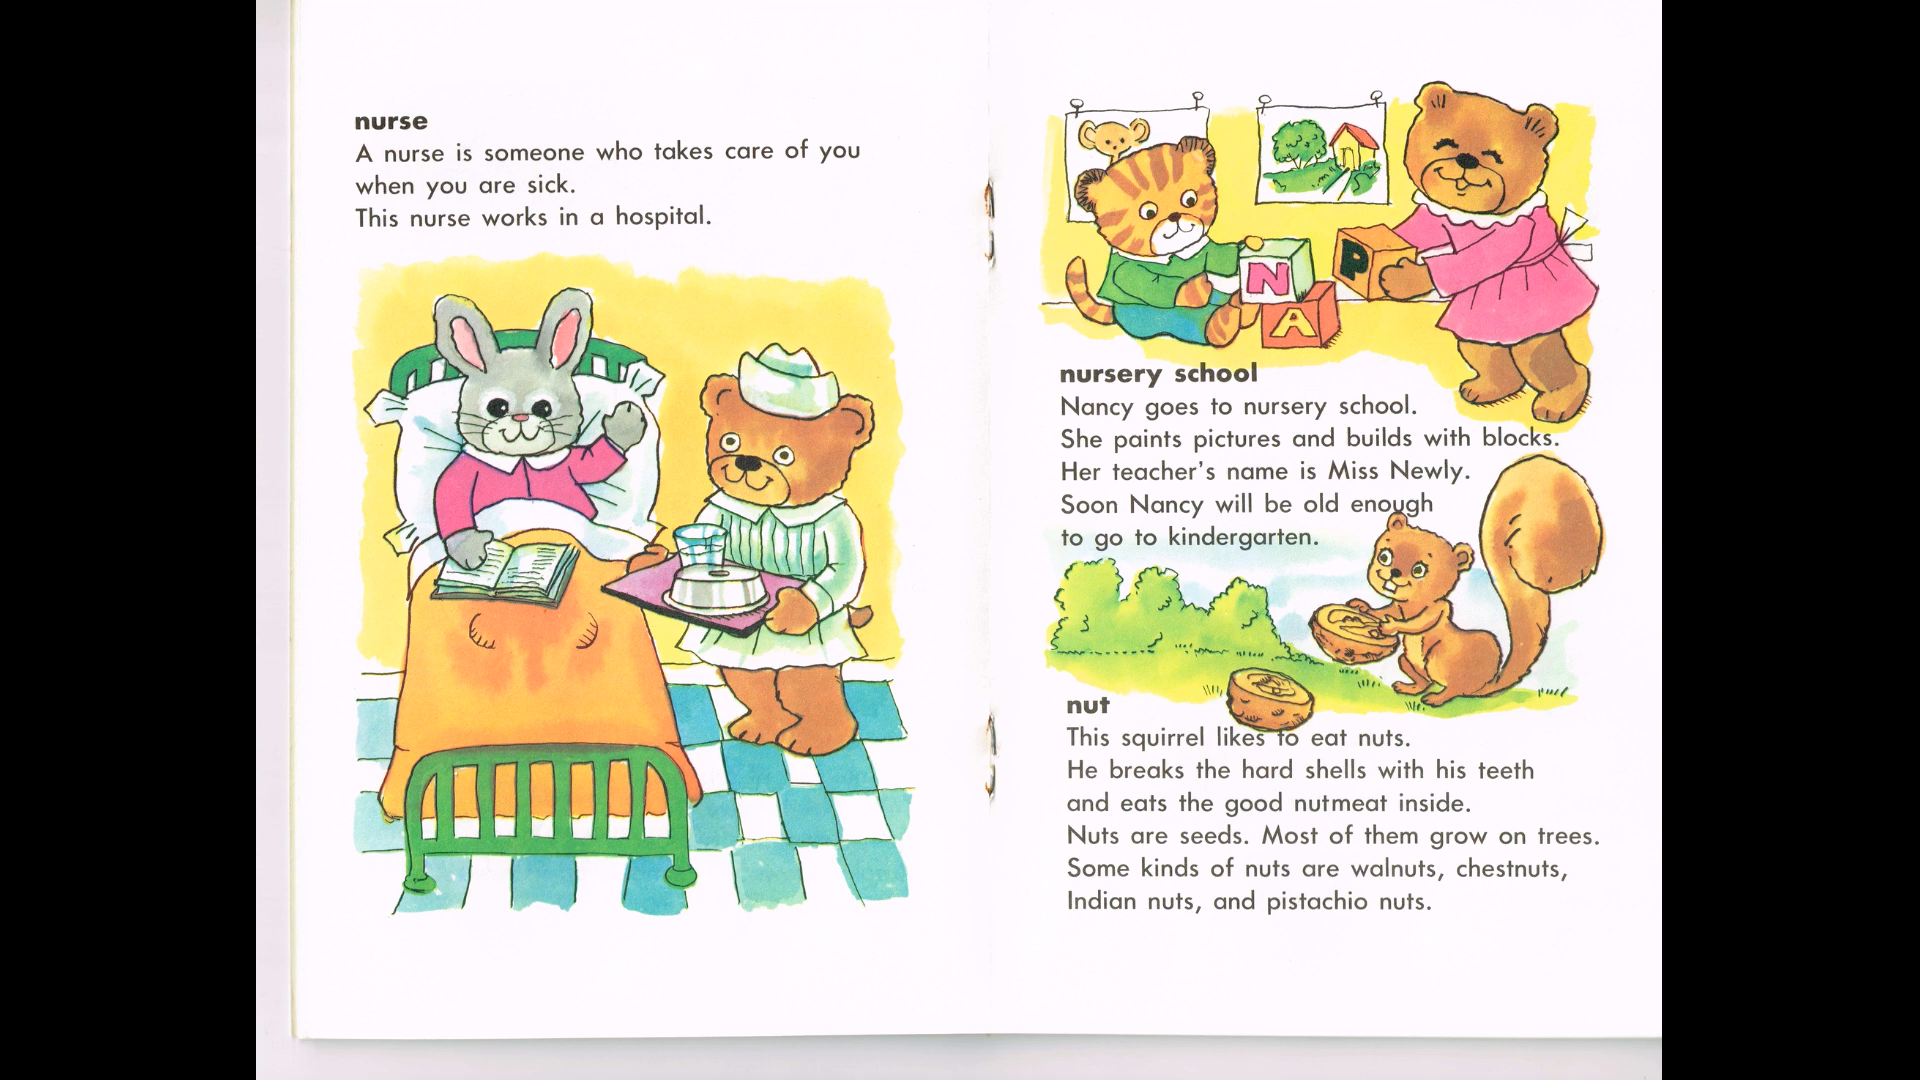 nurse
A nurse is someone who takes care of you
when you are sick.
This nurse works in a hospital.
N
P
A
nursery school
Nancy goes to nursery school.
She paints pictures and builds with blocks.
Her teacher's name is Miss Newly.
Soon Nancy will be old enough
to go to kindergarten.
nut
This squirrel likes to eat nuts.
He breaks the hard shells with his teeth
and eats the good nutmeat inside.
Nuts are seeds. Most of them grow on trees.
Some kinds of nuts are walnuts, chestnuts,
Indian nuts, and pistachio nuts.